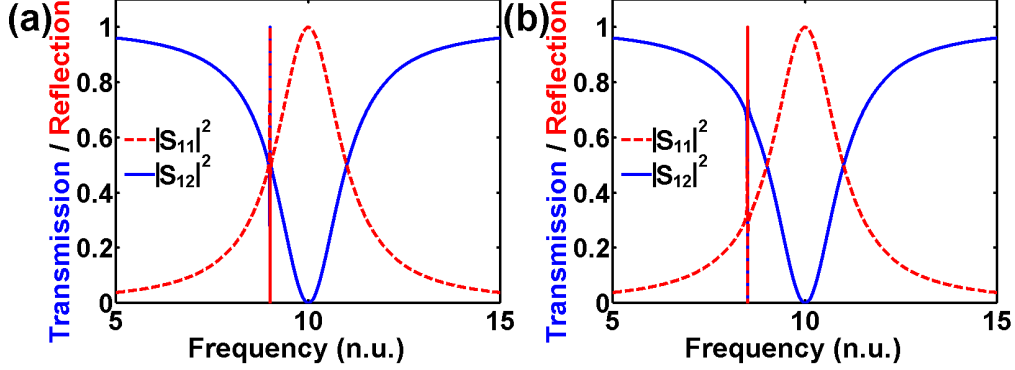 (a)
Transmission / Reflection
1
0.8
0.6
0.4
0.2
0
|S11|²
|S12|²
5
10
15
Frequency (n.u.)
(b)
Transmission / Reflection
1
0.8
0.6
0.4
0.2
0
|S11|²
|S12|²
5
10
15
Frequency (n.u.)